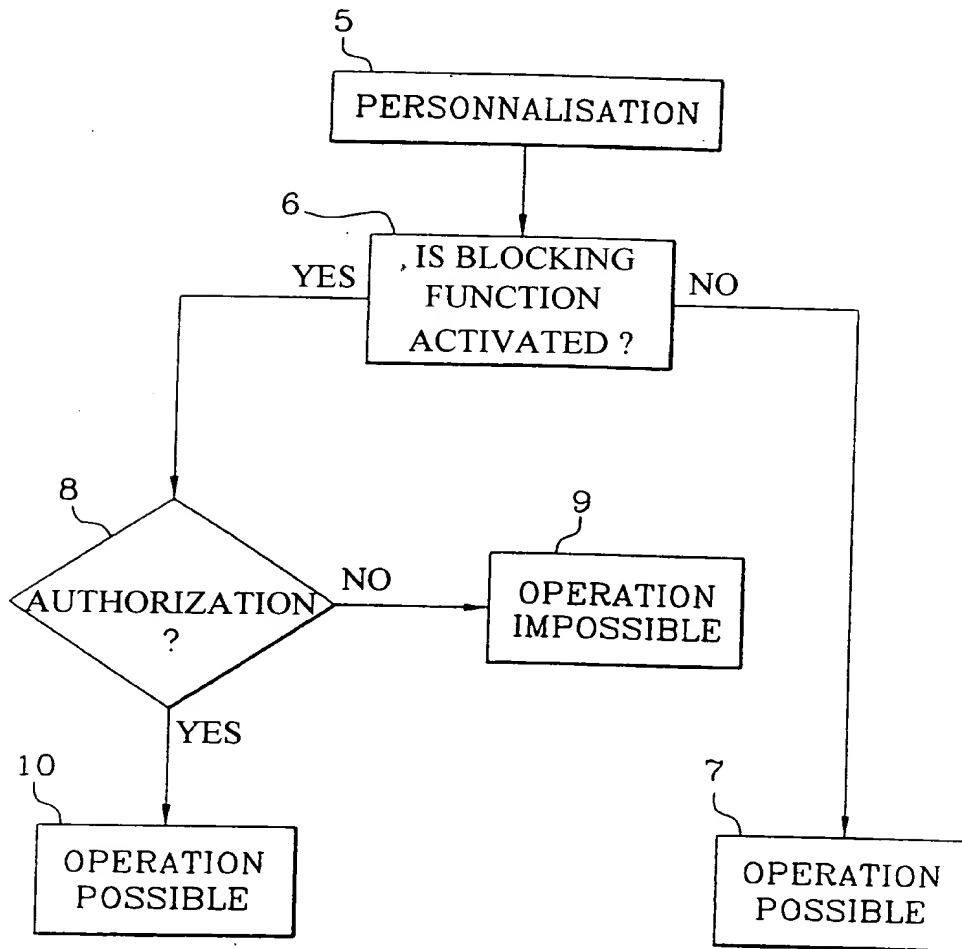 5
PERSONNALISATION
6
IS BLOCKING
FUNCTION
ACTIVATED ?
YES
NO
8
AUTHORIZATION
?
NO
9
OPERATION
IMPOSSIBLE
YES
10
OPERATION
POSSIBLE
7
OPERATION
POSSIBLE